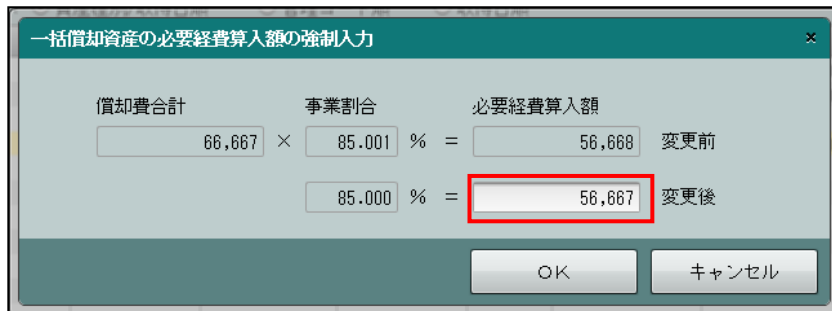 一括償却資産の必要経費算入額の強制入力 ×
償却費合計 事業割合 必要経費算入額
66,667 × 85.001 % = 56,668 変更前
85.000 % = 56,667 変更後
OK キャンセル